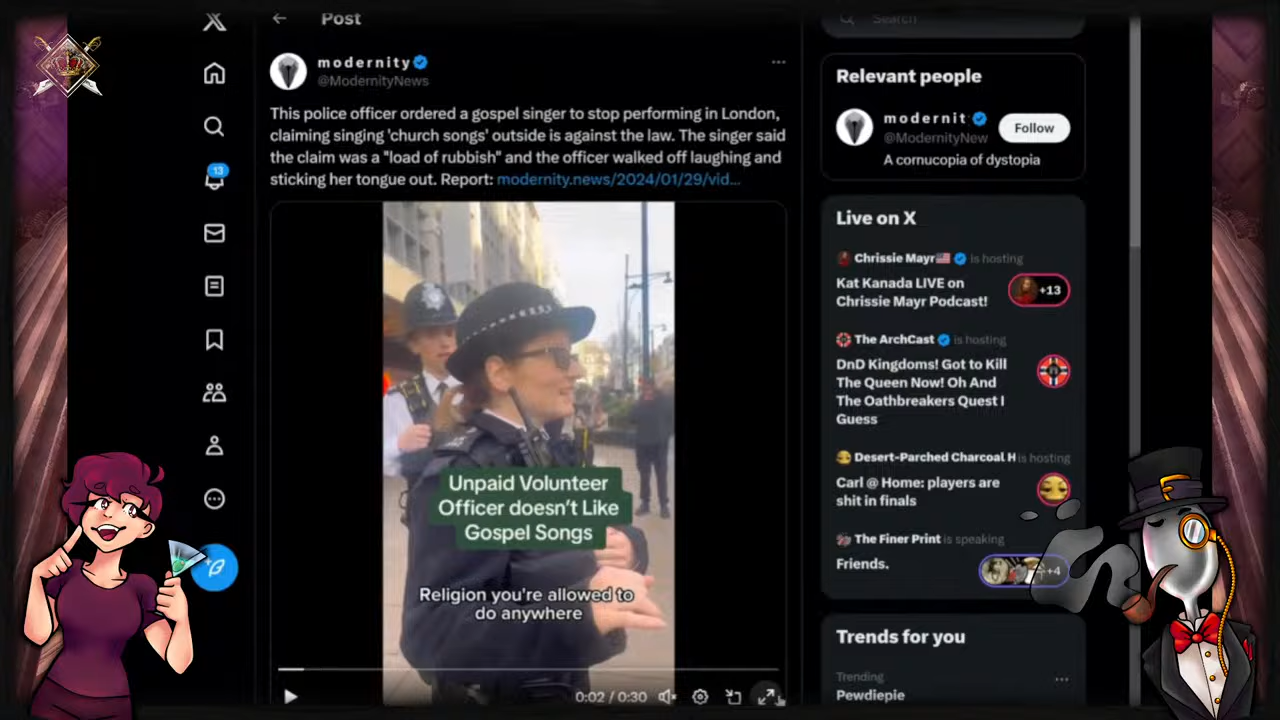 Post
Search
modernity
@ModernityNews
This police officer ordered a gospel singer to stop performing in London,
claiming singing 'church songs' outside is against the law. The singer said
the claim was a "load of rubbish" and the officer walked off laughing and
sticking her tongue out. Report: modernity.news/2024/01/29/vid...
13
Unpaid Volunteer
Officer doesn't Like
Gospel Songs
Religion you're allowed to
do anywhere
0:02 / 0:30
Relevant people
modernit
@ModernityNew
Follow
A cornucopia of dystopia
Live on X
Chrissie Mayr is hosting
Kat Kanada LIVE on
Chrissie Mayr Podcast!
+13
The ArchCast is hosting
DnD Kingdoms! Got to Kill
The Queen Now! Oh And
The Oathbreakers Quest I
Guess
Desert-Parched Charcoal H is hosting
Carl @ Home: players are
shit in finals
The Finer Print is speaking
Friends.
+4
Trends for you
Trending
Pewdiepie